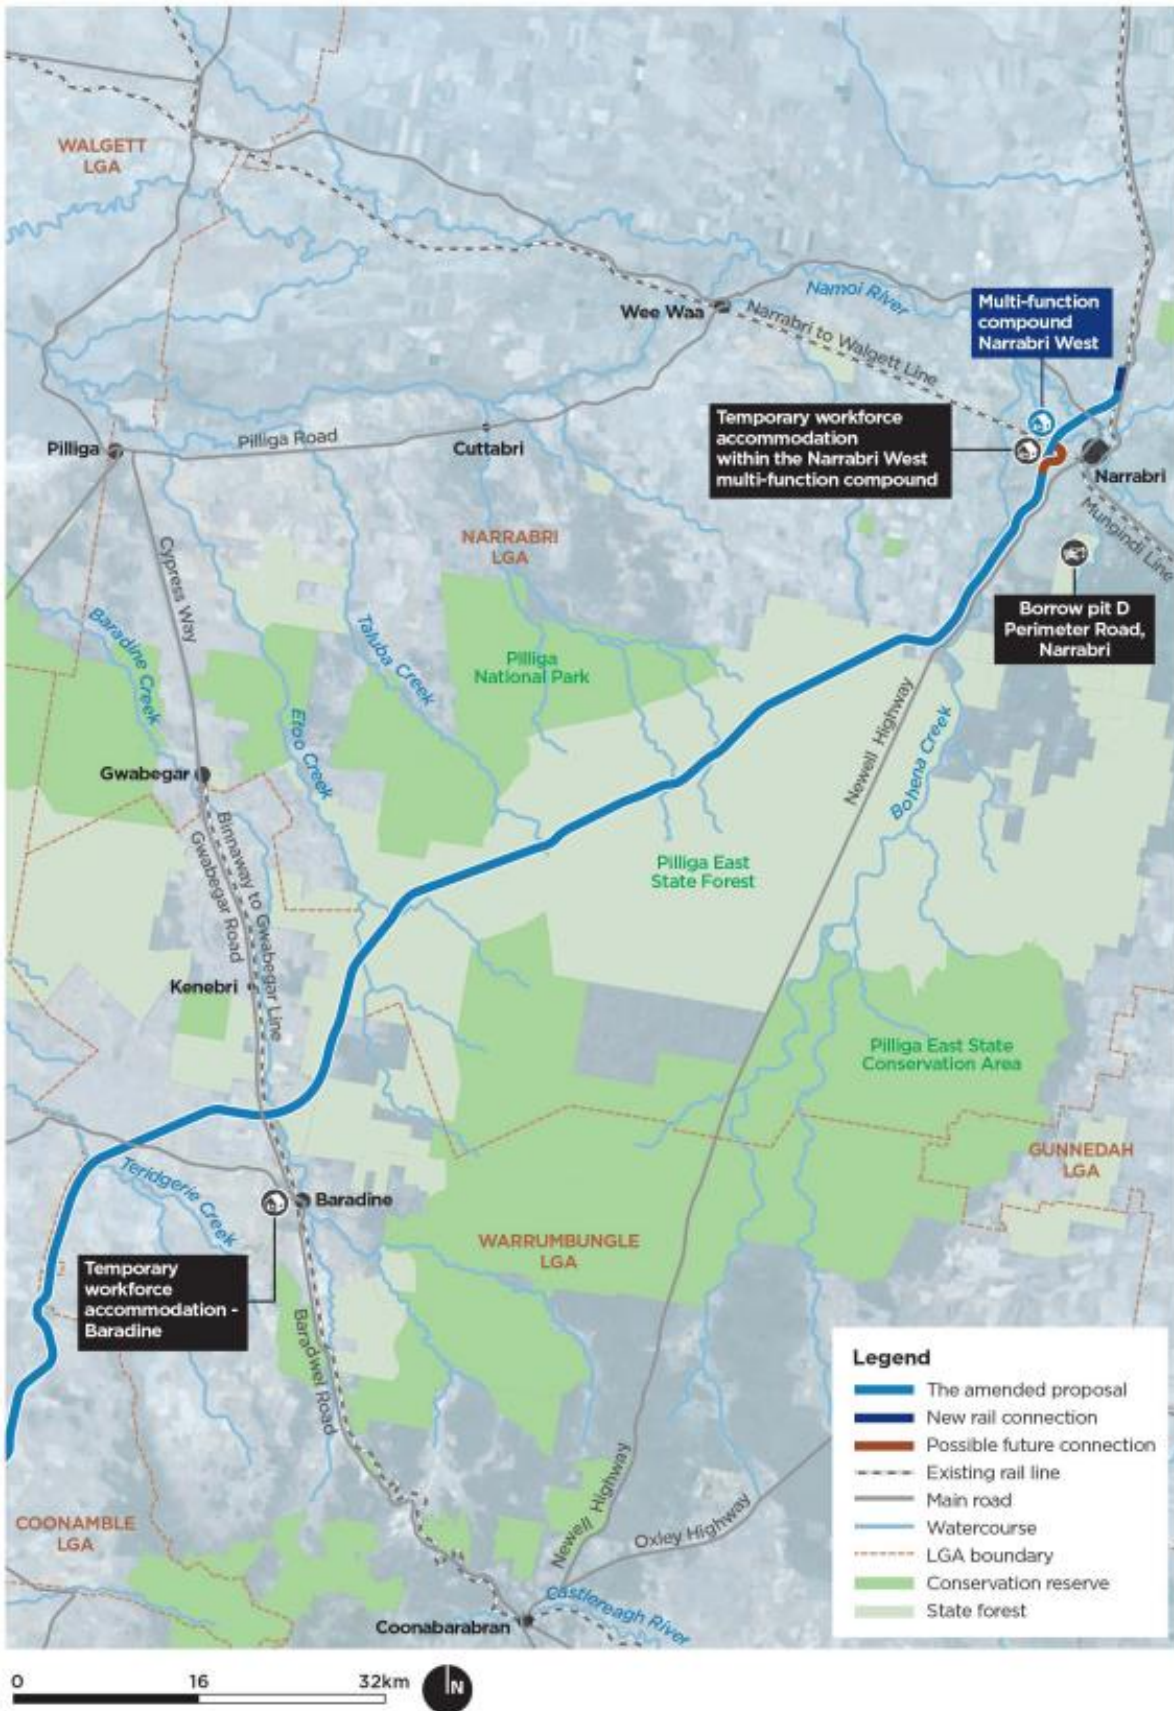 WALGETT
LGA
Wee Waa
Namoi River
Narrabri to Walgett Line
Multi-function
compound
Narrabri West
Temporary workforce
accommodation
within the Narrabri West
multi-function compound
Pilliga
Pilliga Road
Cuttabri
Narrabri
Mungindi Line
NARRABRI
LGA
Cypress Way
Borrow pit D
Perimeter Road,
Narrabri
Baradine Creek
Taluba Creek
Pilliga
National Park
Etoo Creek
Newell Highway
Bohena Creek
Gwabegar
Binnaway to Gwabegar Line
Gwabegar Road
Pilliga East
State Forest
Kenebri
Pilliga East State
Conservation Area
GUNNEDAH
LGA
Teridgerie Creek
Baradine
WARRUMBUNGLE
LGA
Temporary
workforce
accommodation -
Baradine
Baradwel Road
Newell Highway
Oxley Highway
COONAMBLE
LGA
Castlereagh River
Coonabarabran
Legend
The amended proposal
New rail connection
Possible future connection
Existing rail line
Main road
Watercourse
LGA boundary
Conservation reserve
State forest
0 16 32km
N